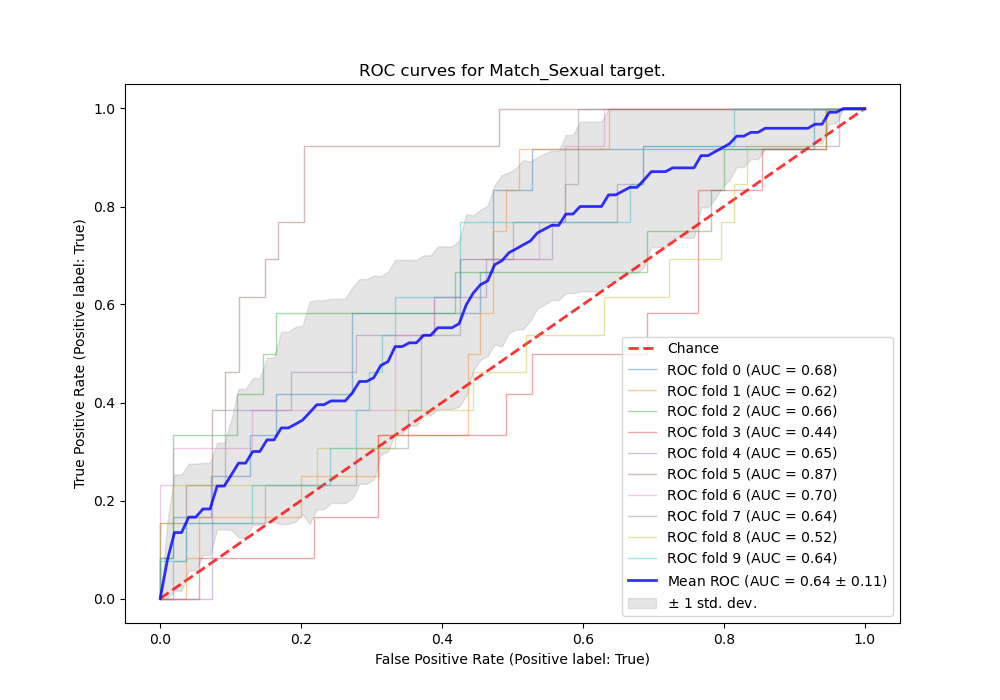 ROC curves for Match_Sexual target.
True Positive Rate (Positive label: True)
1.0
0.8
0.6
0.4
0.2
0.0
0.0 0.2 0.4 0.6 0.8 1.0
False Positive Rate (Positive label: True)
Chance
ROC fold 0 (AUC = 0.68)
ROC fold 1 (AUC = 0.62)
ROC fold 2 (AUC = 0.66)
ROC fold 3 (AUC = 0.44)
ROC fold 4 (AUC = 0.65)
ROC fold 5 (AUC = 0.87)
ROC fold 6 (AUC = 0.70)
ROC fold 7 (AUC = 0.64)
ROC fold 8 (AUC = 0.52)
ROC fold 9 (AUC = 0.64)
Mean ROC (AUC = 0.64 ± 0.11)
± 1 std. dev.